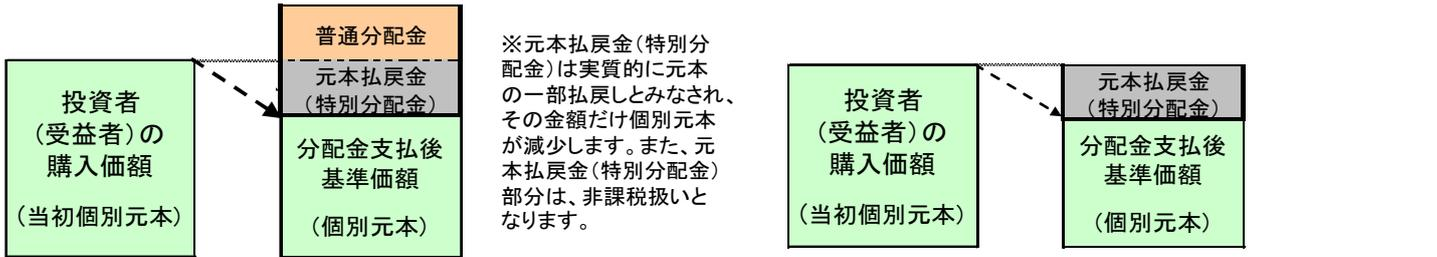 投資者
（受益者）の
購入価額
（当初個別元本）
普通分配金
元本払戻金
（特別分配金）
分配金支払後
基準価額
（個別元本）
※元本払戻金（特別分
配金）は実質的に元本
の一部払戻しとみなされ、
その金額だけ個別元本
が減少します。また、元
本払戻金（特別分配金）
部分は、非課税扱いと
なります。
投資者
（受益者）の
購入価額
（当初個別元本）
元本払戻金
（特別分配金）
分配金支払後
基準価額
（個別元本）